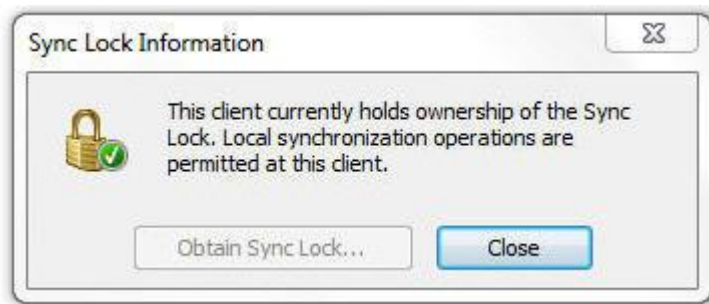 Sync Lock Information
This client currently holds ownership of the Sync
Lock. Local synchronization operations are
permitted at this client.
Obtain Sync Lock...
Close